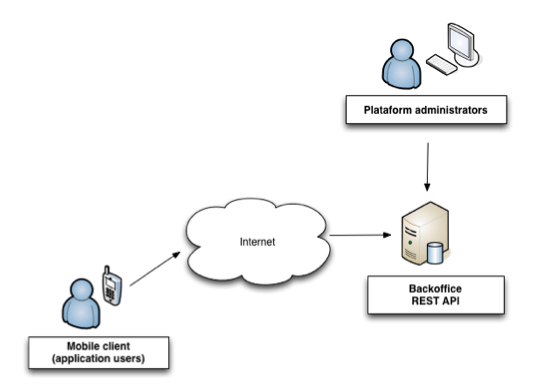 Plataform administrators
Internet
Backoffice
REST API
Mobile client
(application users)